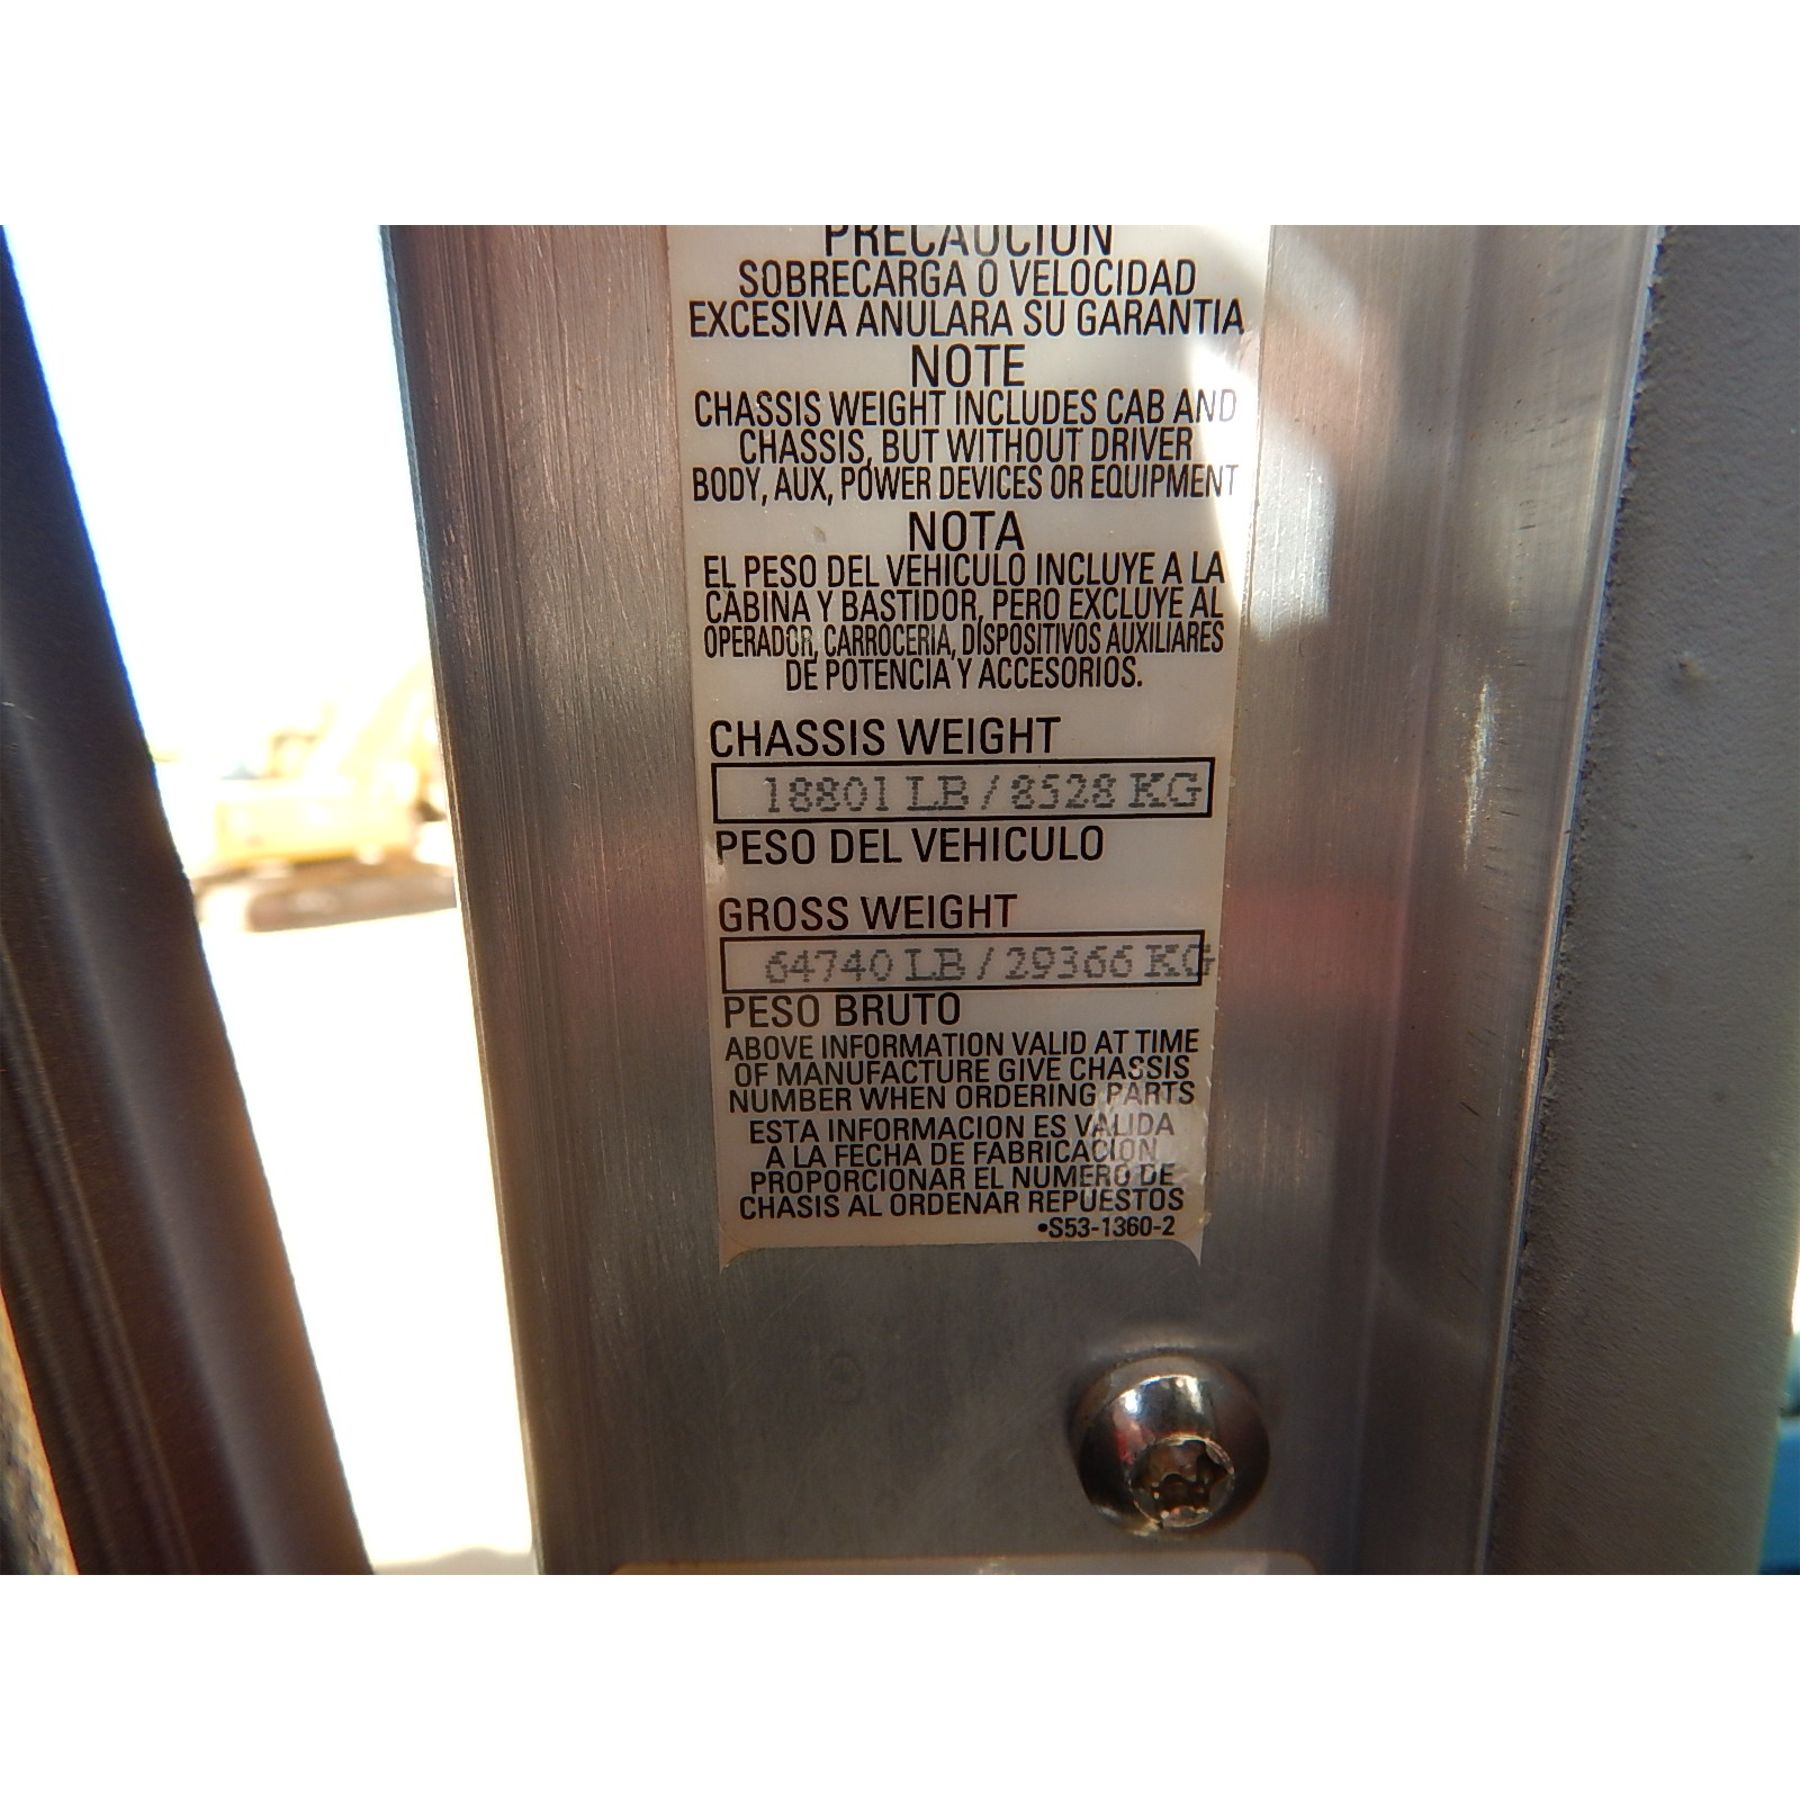 PRECAUCION
SOBRECARGA O VELOCIDAD
EXCESIVA ANULARA SU GARANTIA
NOTE
CHASSIS WEIGHT INCLUDES CAB AND
CHASSIS, BUT WITHOUT DRIVER
BODY, AUX, POWER DEVICES OR EQUIPMENT
NOTA
EL PESO DEL VEHICULO INCLUYE A LA
CABINA Y BASTIDOR, PERO EXCLUYE AL
OPERADOR, CARROCERIA, DISPOSITIVOS AUXILIARES
DE POTENCIA Y ACCESORIOS.
CHASSIS WEIGHT
18801 LB / 8528 KG
PESO DEL VEHICULO
GROSS WEIGHT
64740 LB / 29366 KG
PESO BRUTO
ABOVE INFORMATION VALID AT TIME
OF MANUFACTURE GIVE CHASSIS
NUMBER WHEN ORDERING PARTS
ESTA INFORMACION ES VALIDA
A LA FECHA DE FABRICACION
PROPORCIONAR EL NUMERO DE
CHASIS AL ORDENAR REPUESTOS
•S53-1360-2